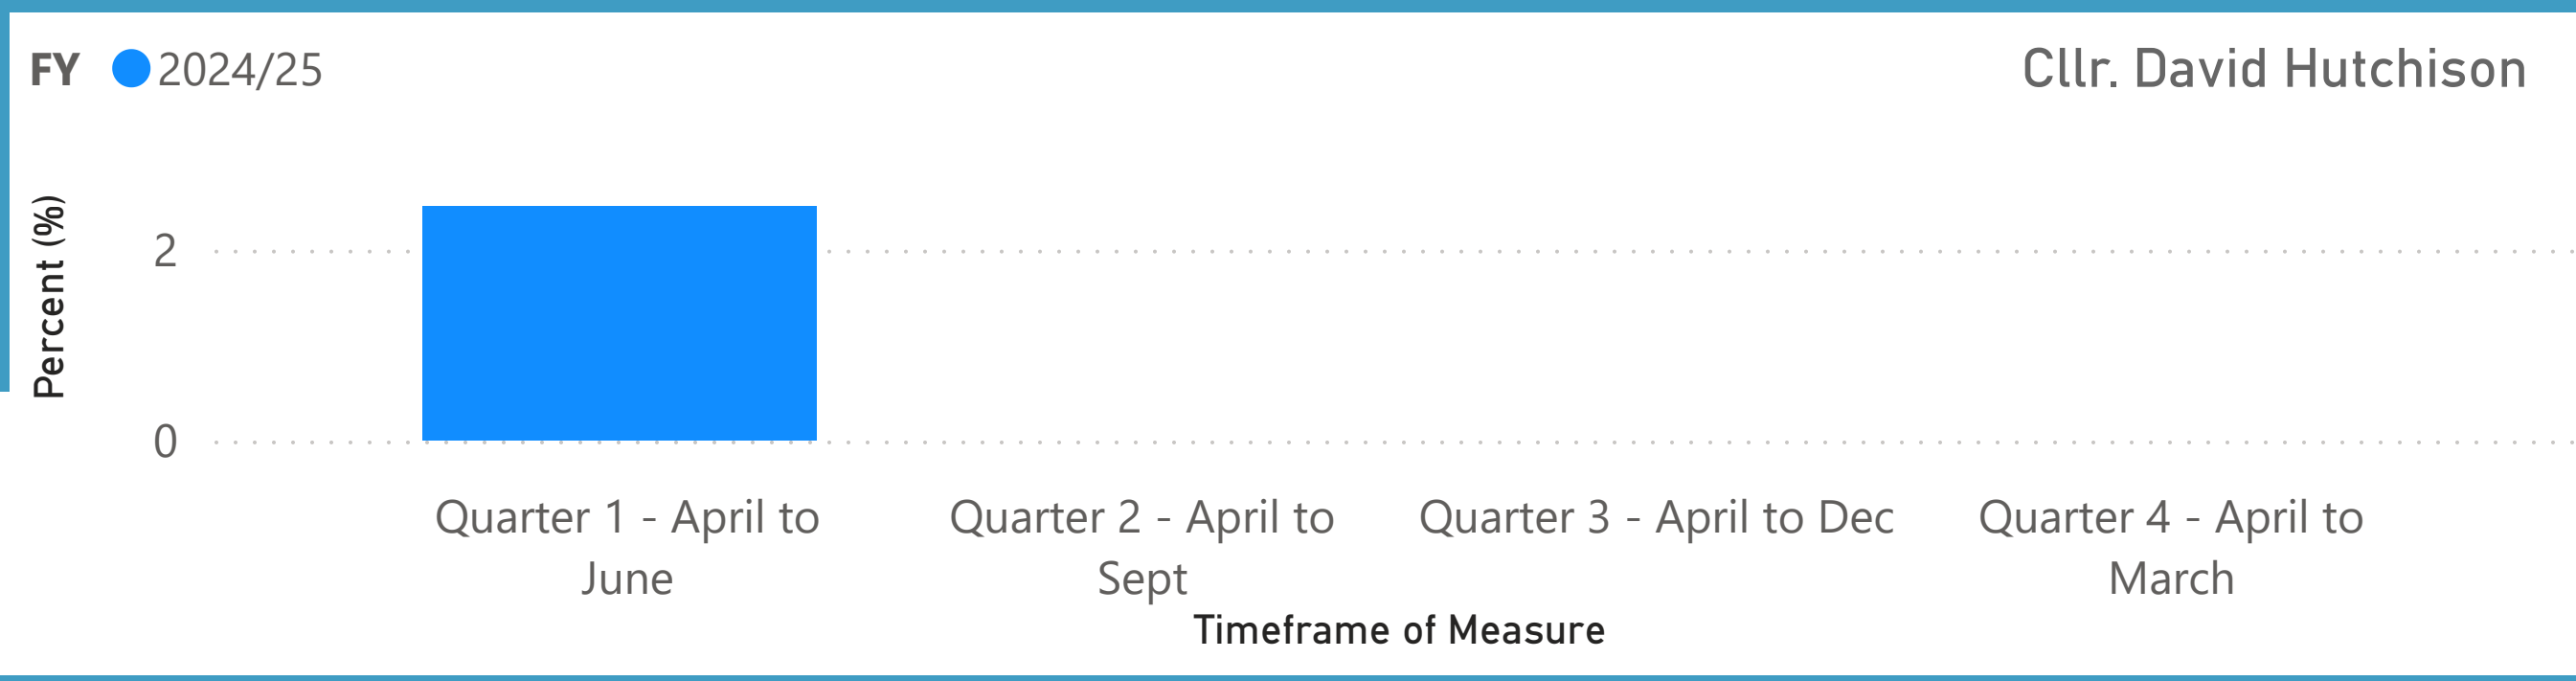 FY 2024/25
Cllr. David Hutchison
Percent (%)
2
0
Quarter 1 - April to
June
Quarter 2 - April to
Sept
Quarter 3 - April to Dec
Quarter 4 - April to
March
Timeframe of Measure